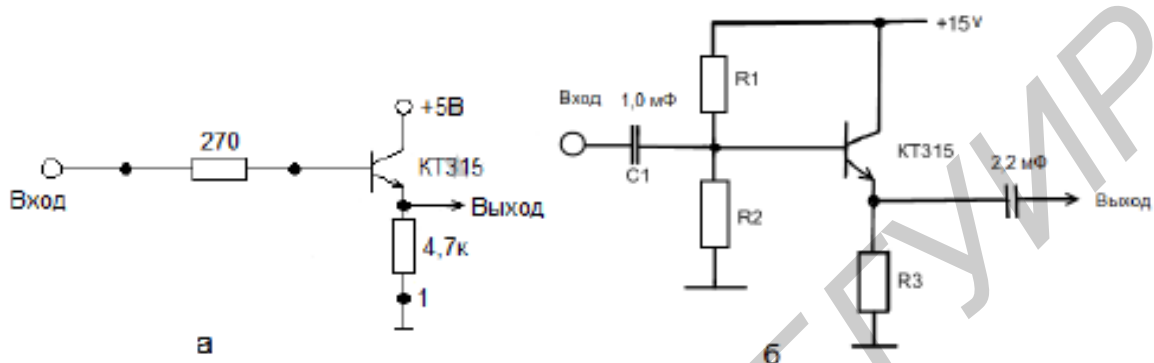 +5В
270
КТ315
Вход
Выход
4,7к
1
а
+15V
R1
Вход
1,0 мФ
C1
КТ315
2,2 мФ
R2
Выход
R3
б
ГУИР